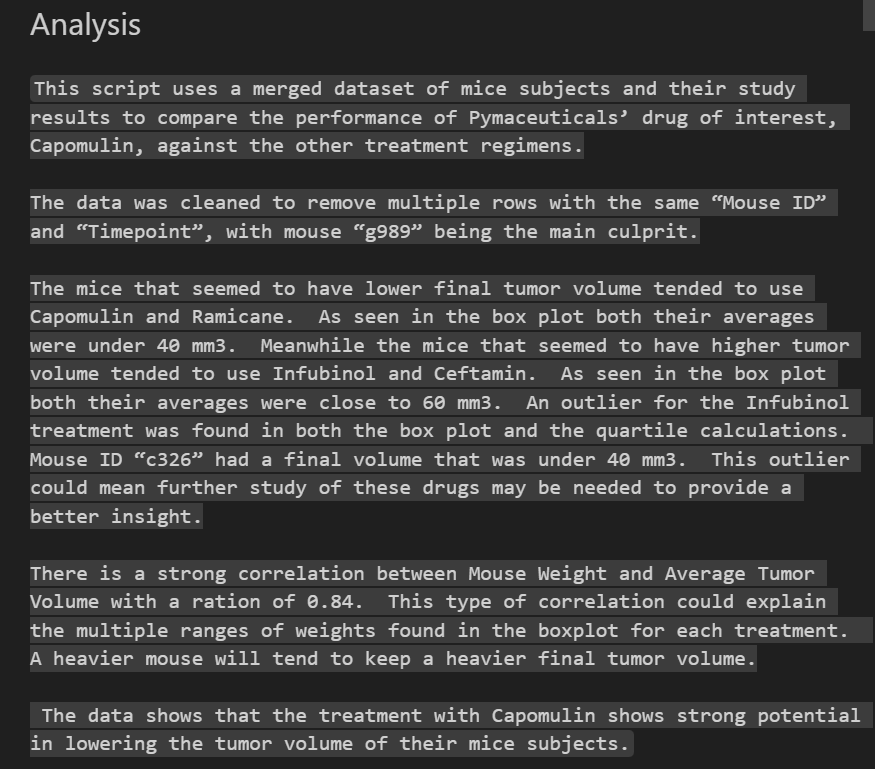 Analysis
This script uses a merged dataset of mice subjects and their study
results to compare the performance of Pymaceuticals’ drug of interest,
Capomulin, against the other treatment regimens.
The data was cleaned to remove multiple rows with the same “Mouse ID”
and “Timepoint”, with mouse “g989” being the main culprit.
The mice that seemed to have lower final tumor volume tended to use
Capomulin and Ramicane.  As seen in the box plot both their averages
were under 40 mm3.  Meanwhile the mice that seemed to have higher tumor
volume tended to use Infubinol and Ceftamin.  As seen in the box plot
both their averages were close to 60 mm3.  An outlier for the Infubinol
treatment was found in both the box plot and the quartile calculations.
Mouse ID “c326” had a final volume that was under 40 mm3.  This outlier
could mean further study of these drugs may be needed to provide a
better insight.
There is a strong correlation between Mouse Weight and Average Tumor
Volume with a ration of 0.84.  This type of correlation could explain
the multiple ranges of weights found in the boxplot for each treatment.
A heavier mouse will tend to keep a heavier final tumor volume.
The data shows that the treatment with Capomulin shows strong potential
in lowering the tumor volume of their mice subjects.